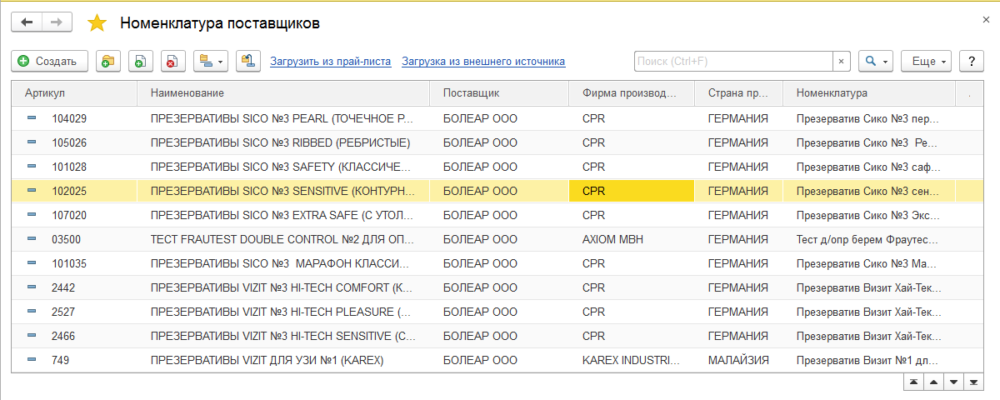 Номенклатура поставщиков
Создать Загрузить из прай-листа Загрузка из внешнего источника Поиск (Ctrl+F) × Еще ?
Артикул Наименование Поставщик Фирма производ... Страна пр... Номенклатура .
104029 ПРЕЗЕРВАТИВЫ SICO №3 PEARL (ТОЧЕЧНОЕ Р... БОЛЕАР ООО CPR ГЕРМАНИЯ Презерватив Сико №3 пер...
105026 ПРЕЗЕРВАТИВЫ SICO №3 RIBBED (РЕБРИСТЫЕ) БОЛЕАР ООО CPR ГЕРМАНИЯ Презерватив Сико №3 Ре...
101028 ПРЕЗЕРВАТИВЫ SICO №3 SAFETY (КЛАССИЧЕ... БОЛЕАР ООО CPR ГЕРМАНИЯ Презерватив Сико №3 саф...
102025 ПРЕЗЕРВАТИВЫ SICO №3 SENSITIVE (КОНТУРН... БОЛЕАР ООО CPR ГЕРМАНИЯ Презерватив Сико №3 сен...
107020 ПРЕЗЕРВАТИВЫ SICO №3 EXTRA SAFE (С УТОЛ... БОЛЕАР ООО CPR ГЕРМАНИЯ Презерватив Сико №3 Экс...
03500 ТЕСТ FRAUTEST DOUBLE CONTROL №2 ДЛЯ ОП... БОЛЕАР ООО AXIOM MBH ГЕРМАНИЯ Тест д/опр берем Фраутес...
101035 ПРЕЗЕРВАТИВЫ SICO №3 МАРАФОН КЛАССИ... БОЛЕАР ООО CPR ГЕРМАНИЯ Презерватив Сико №3 Ма...
2442 ПРЕЗЕРВАТИВЫ VIZIT №3 HI-TECH COMFORT (К... БОЛЕАР ООО CPR ГЕРМАНИЯ Презерватив Визит Хай-Тек...
2527 ПРЕЗЕРВАТИВЫ VIZIT №3 HI-TECH PLEASURE (... БОЛЕАР ООО CPR ГЕРМАНИЯ Презерватив Визит Хай-Тек...
2466 ПРЕЗЕРВАТИВЫ VIZIT №3 HI-TECH SENSITIVE (С... БОЛЕАР ООО CPR ГЕРМАНИЯ Презерватив Визит Хай-Тек...
749 ПРЕЗЕРВАТИВЫ VIZIT ДЛЯ УЗИ №1 (KAREX) БОЛЕАР ООО KAREX INDUSTRI... МАЛАЙЗИЯ Презерватив Визит №1 дл...